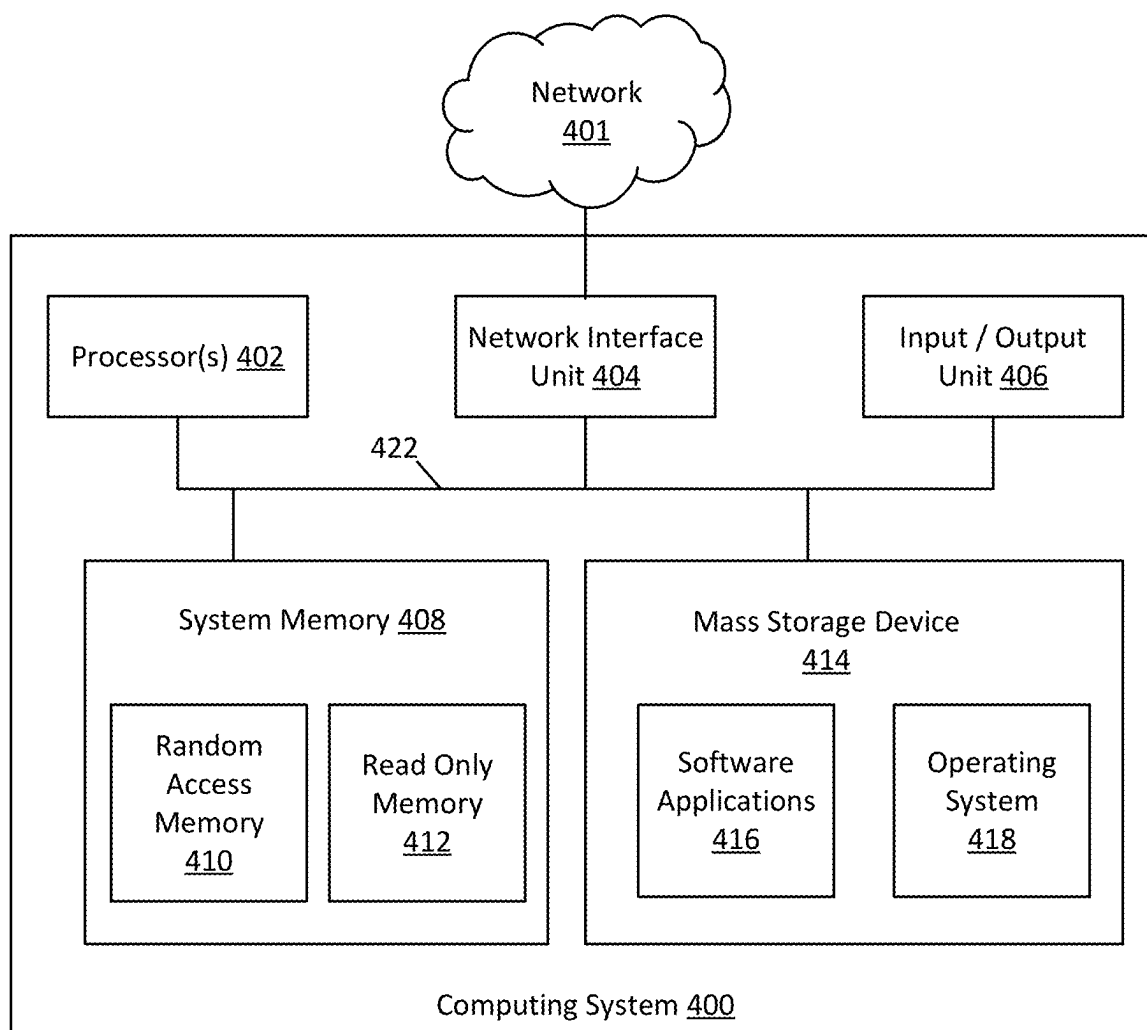 Network
401
Processor(s) 402
Network Interface
Unit 404
Input / Output
Unit 406
422
System Memory 408
Random
Access
Memory
410
Read Only
Memory
412
Mass Storage Device
414
Software
Applications
416
Operating
System
418
Computing System 400